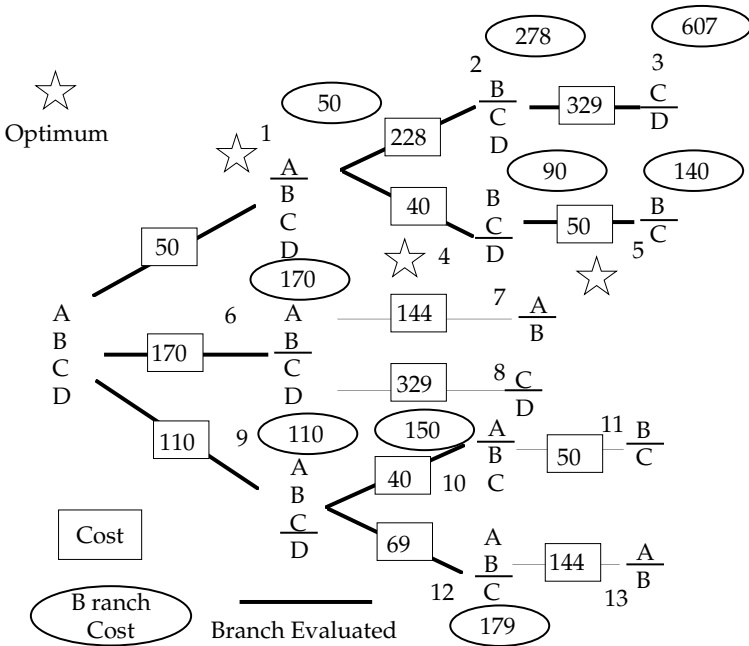 607
278
2
3
B
C
D
329
C
D
Optimum
50
1
228
A
B
C
D
90
140
40
B
C
D
50
B
C
4
5
50
170
6
A
B
C
D
144
7
A
B
A
B
C
D
170
329
8
C
D
110
9
110
150
A
B
C
D
40
10
A
B
C
50
11
B
C
69
12
A
B
C
144
13
A
B
179
Cost
B ranch
Cost
Branch Evaluated